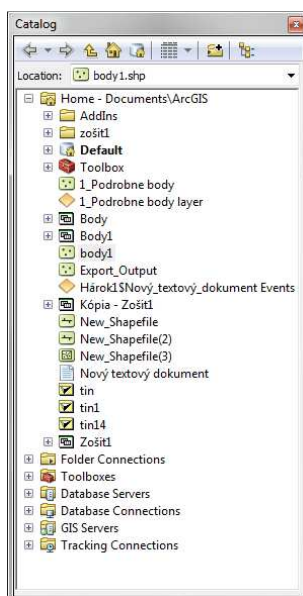 Catalog
Location: body1.shp
Home - Documents\ArcGIS
AddIns
zošit1
Default
Toolbox
1_Podrobne body
1_Podrobne body layer
Body
Body1
body1
Export_Output
Hárok1$Nový_textový_dokument Events
Kópia - Zošit1
New_Shapefile
New_Shapefile(2)
New_Shapefile(3)
Nový textový dokument
tin
tin1
tin14
Zošit1
Folder Connections
Toolboxes
Database Servers
Database Connections
GIS Servers
Tracking Connections